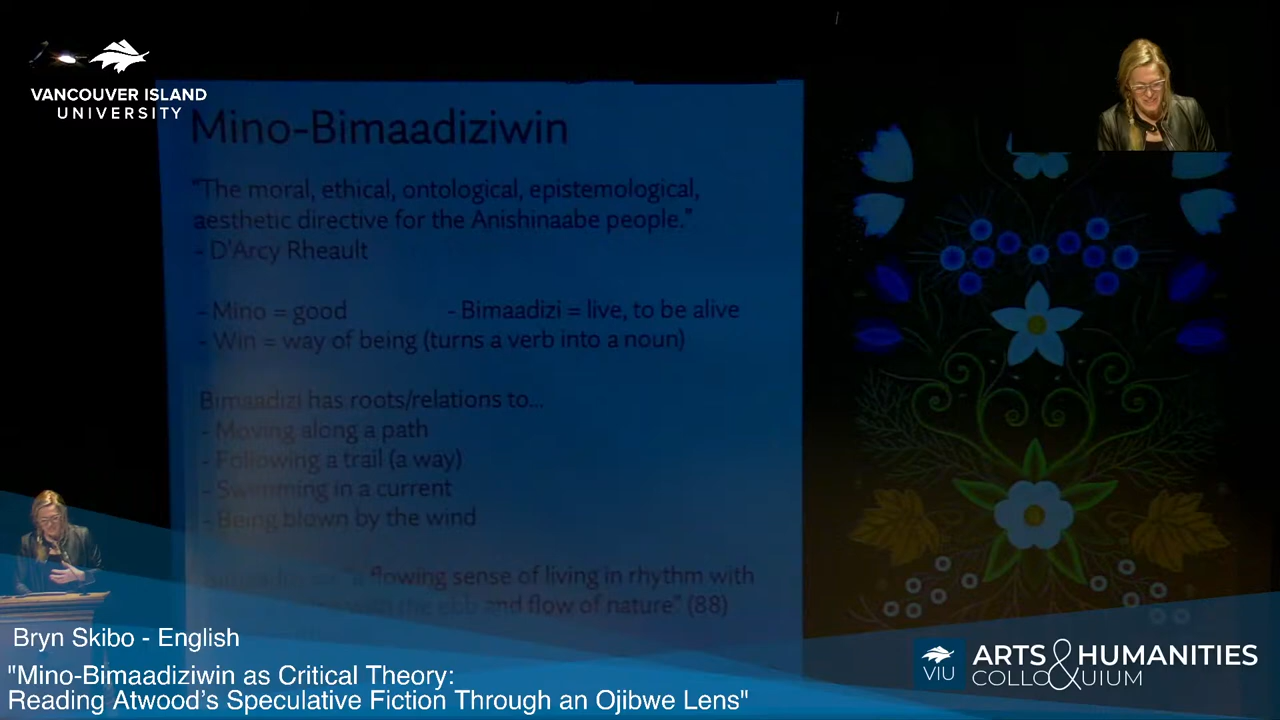 VANCOUVER ISLAND
UNIVERSITY
Mino-Bimaadiziwin
"The moral, ethical, ontological, epistemological,
aesthetic directive for the Anishinaabe people."
- D'Arcy Rheault
- Mino = good - Bimaadizi = live, to be alive
- Win = way of being (turns a verb into a noun)
Bimaadizi has roots/relations to...
- Moving along a path
- Following a trail (a way)
- Swimming in a current
- Being blown by the wind
"a flowing sense of living in rhythm with
with the ebb and flow of nature". (88)
Bryn Skibo - English
"Mino-Bimaadiziwin as Critical Theory:
Reading Atwood's Speculative Fiction Through an Ojibwe Lens"
VIU ARTS & HUMANITIES
COLLOQUIUM